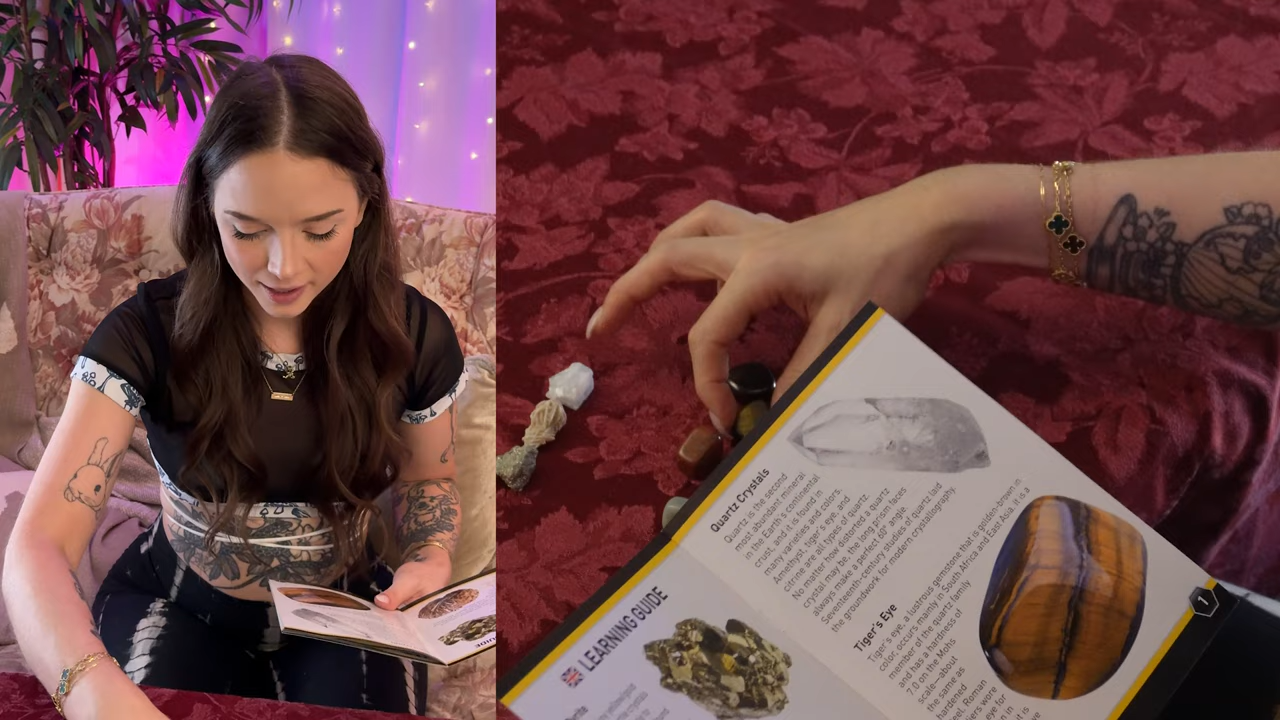 LEARNING GUIDE
Quartz Crystals
Quartz is the second
most abundant mineral
in the Earth's continental
crust, and it is found in
many varieties and colors.
Amethyst, tiger's eye, and
citrine are all types of quartz.
No matter how distorted a quartz
crystal may be, the long prism faces
always make a perfect 60° angle.
Seventeenth-century studies of quartz laid
the groundwork for modern crystallography.
Tiger's Eye
Tiger's eye, a lustrous gemstone that is golden-brown in
color, occurs mainly in South Africa and East Asia. It is a
member of the quartz family
and has a hardness of
7.0 on the Mohs
scale—about
the same as
hardened
steel. Roman
1